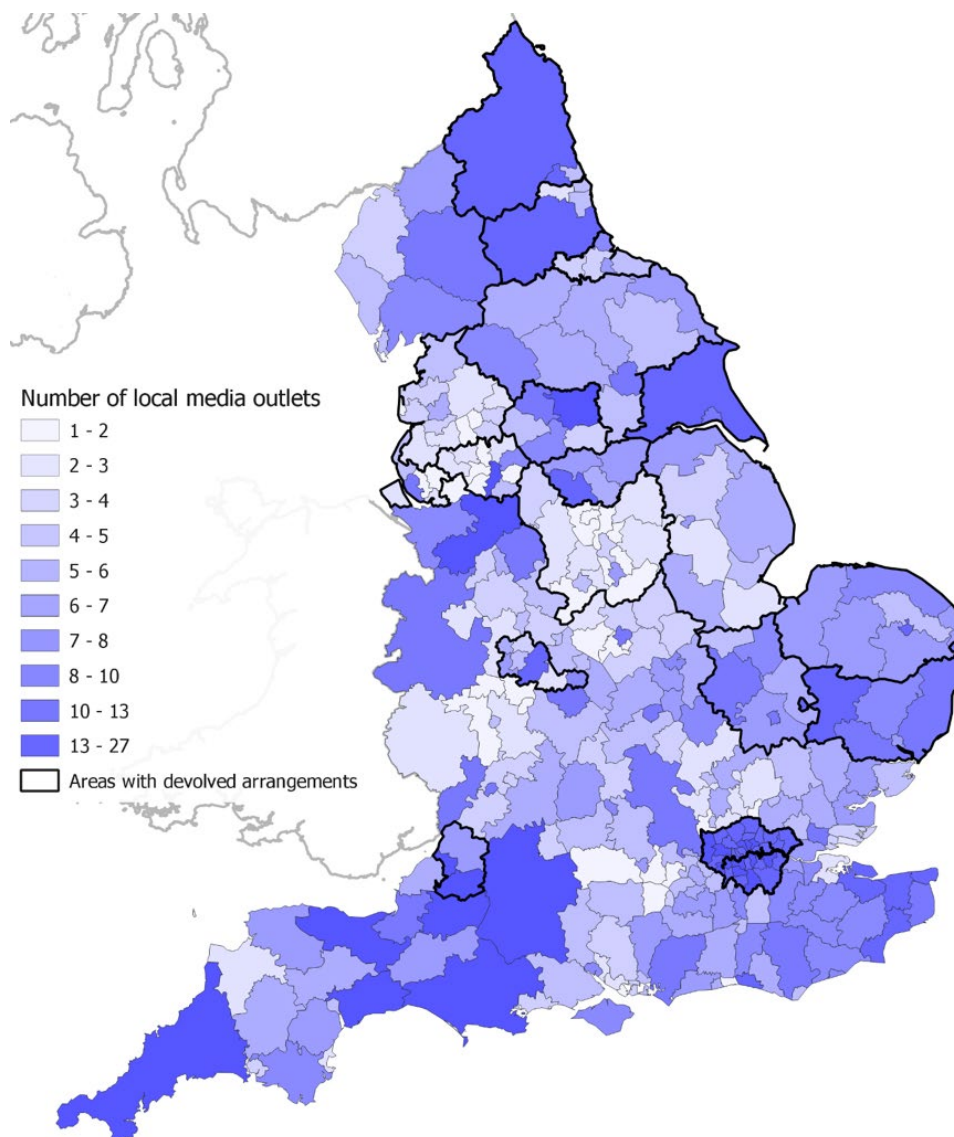 Number of local media outlets
1 - 2
2 - 3
3 - 4
4 - 5
5 - 6
6 - 7
7 - 8
8 - 10
10 - 13
13 - 27
Areas with devolved arrangements